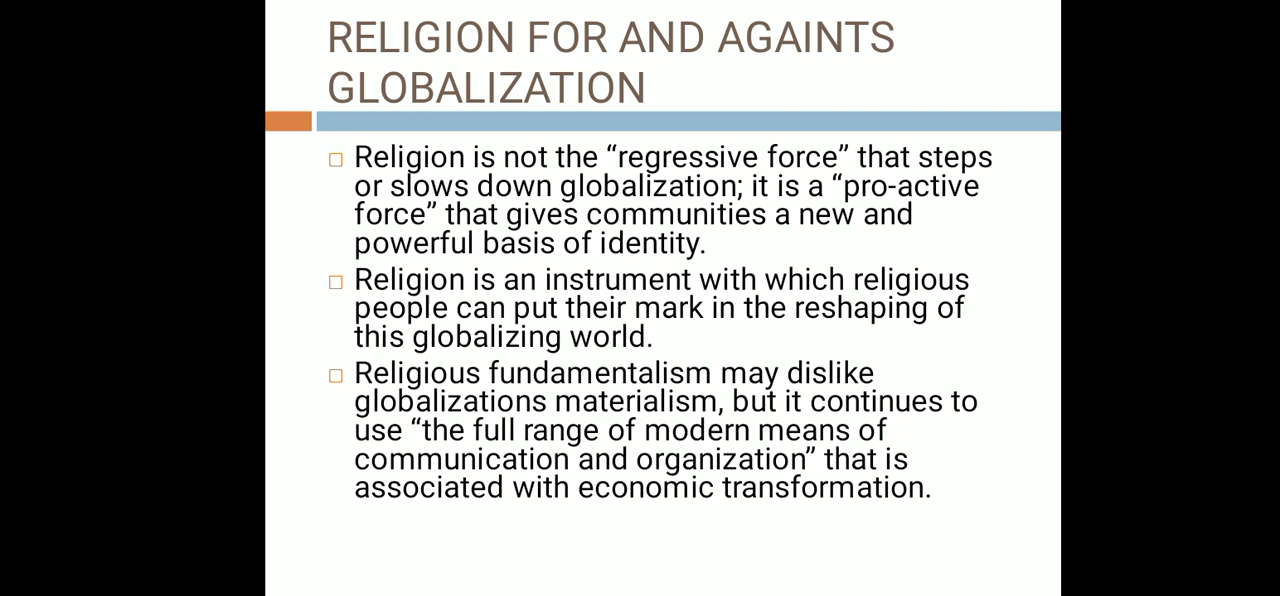 RELIGION FOR AND AGAINTS
GLOBALIZATION
Religion is not the “regressive force” that steps
or slows down globalization; it is a “pro-active
force” that gives communities a new and
powerful basis of identity.
Religion is an instrument with which religious
people can put their mark in the reshaping of
this globalizing world.
Religious fundamentalism may dislike
globalizations materialism, but it continues to
use “the full range of modern means of
communication and organization” that is
associated with economic transformation.